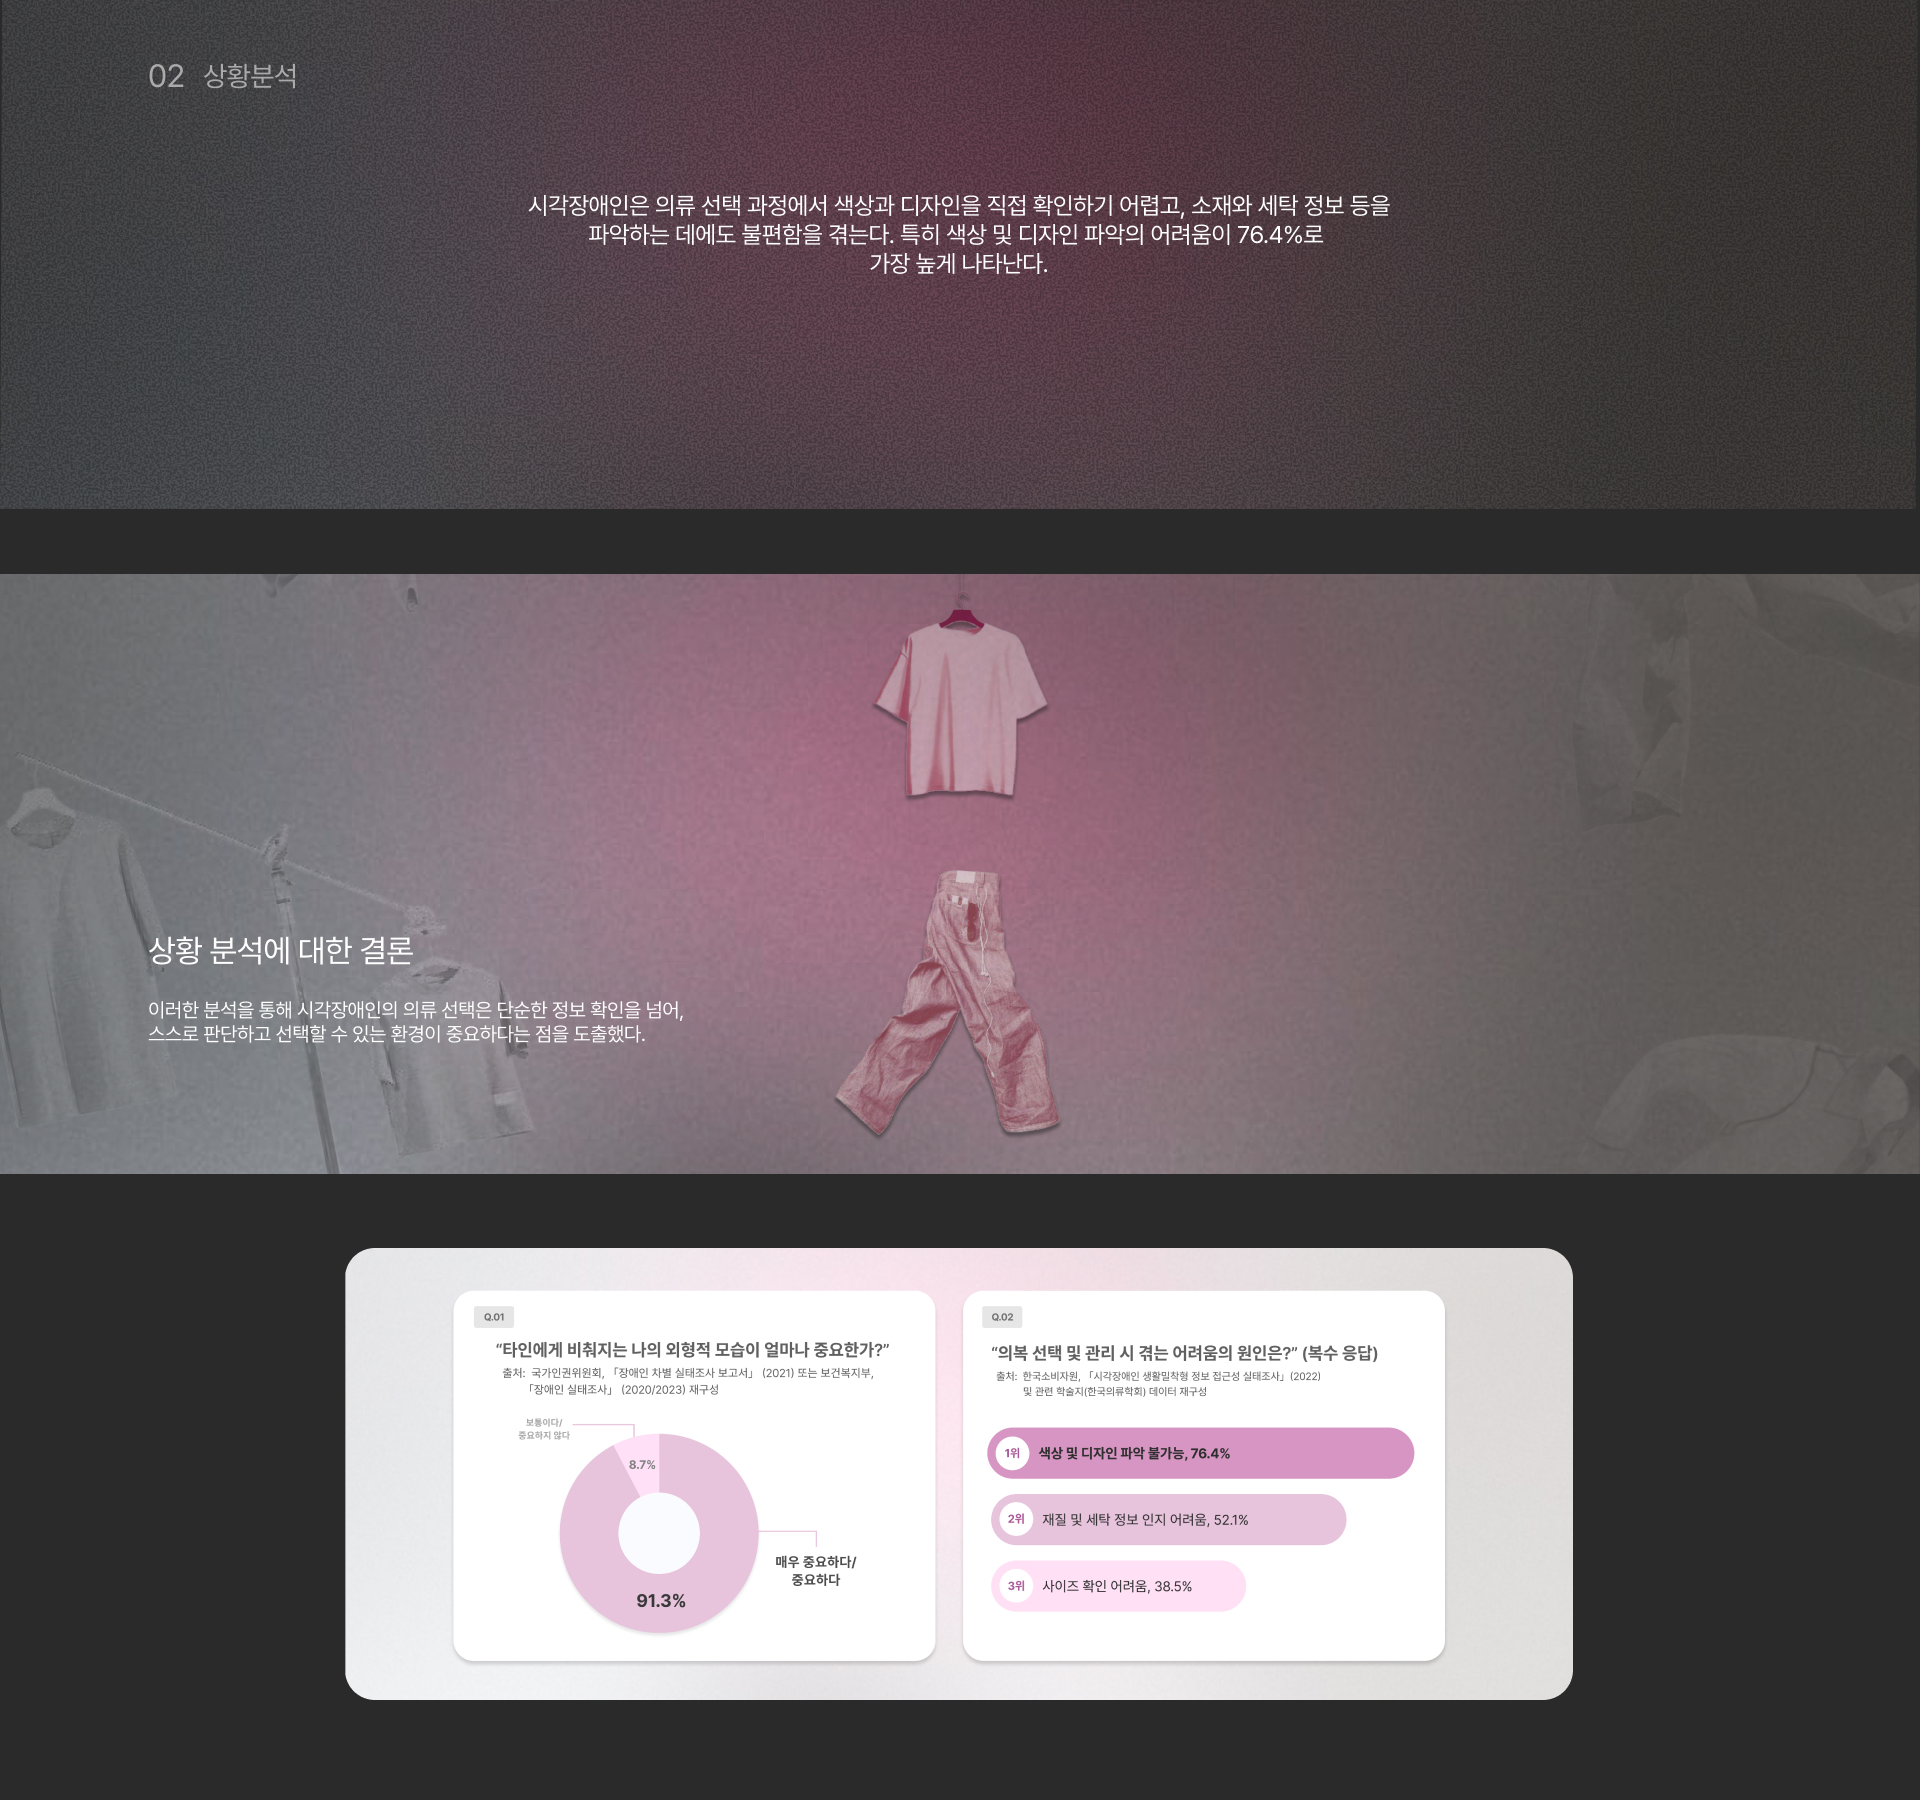 02 상황분석
시각장애인은 의류 선택 과정에서 색상과 디자인을 직접 확인하기 어렵고, 소재와 세탁 정보 등을
파악하는 데에도 불편함을 겪는다. 특히 색상 및 디자인 파악의 어려움이 76.4%로
가장 높게 나타난다.
상황 분석에 대한 결론
이러한 분석을 통해 시각장애인의 의류 선택은 단순한 정보 확인을 넘어,
스스로 판단하고 선택할 수 있는 환경이 중요하다는 점을 도출했다.
Q.01
“타인에게 비춰지는 나의 외형적 모습이 얼마나 중요한가?”
출처: 국가인권위원회, 「장애인 차별 실태조사 보고서」 (2021) 또는 보건복지부,
「장애인 실태조사」 (2020/2023) 재구성
보통이다/
중요하지 않다
8.7%
매우 중요하다/
중요하다
91.3%
Q.02
“의복 선택 및 관리 시 겪는 어려움의 원인은?” (복수 응답)
출처: 한국소비자원, 「시각장애인 생활밀착형 정보 접근성 실태조사」(2022)
및 관련 학술지(한국의류학회) 데이터 재구성
1위 색상 및 디자인 파악 불가능, 76.4%
2위 재질 및 세탁 정보 인지 어려움, 52.1%
3위 사이즈 확인 어려움, 38.5%